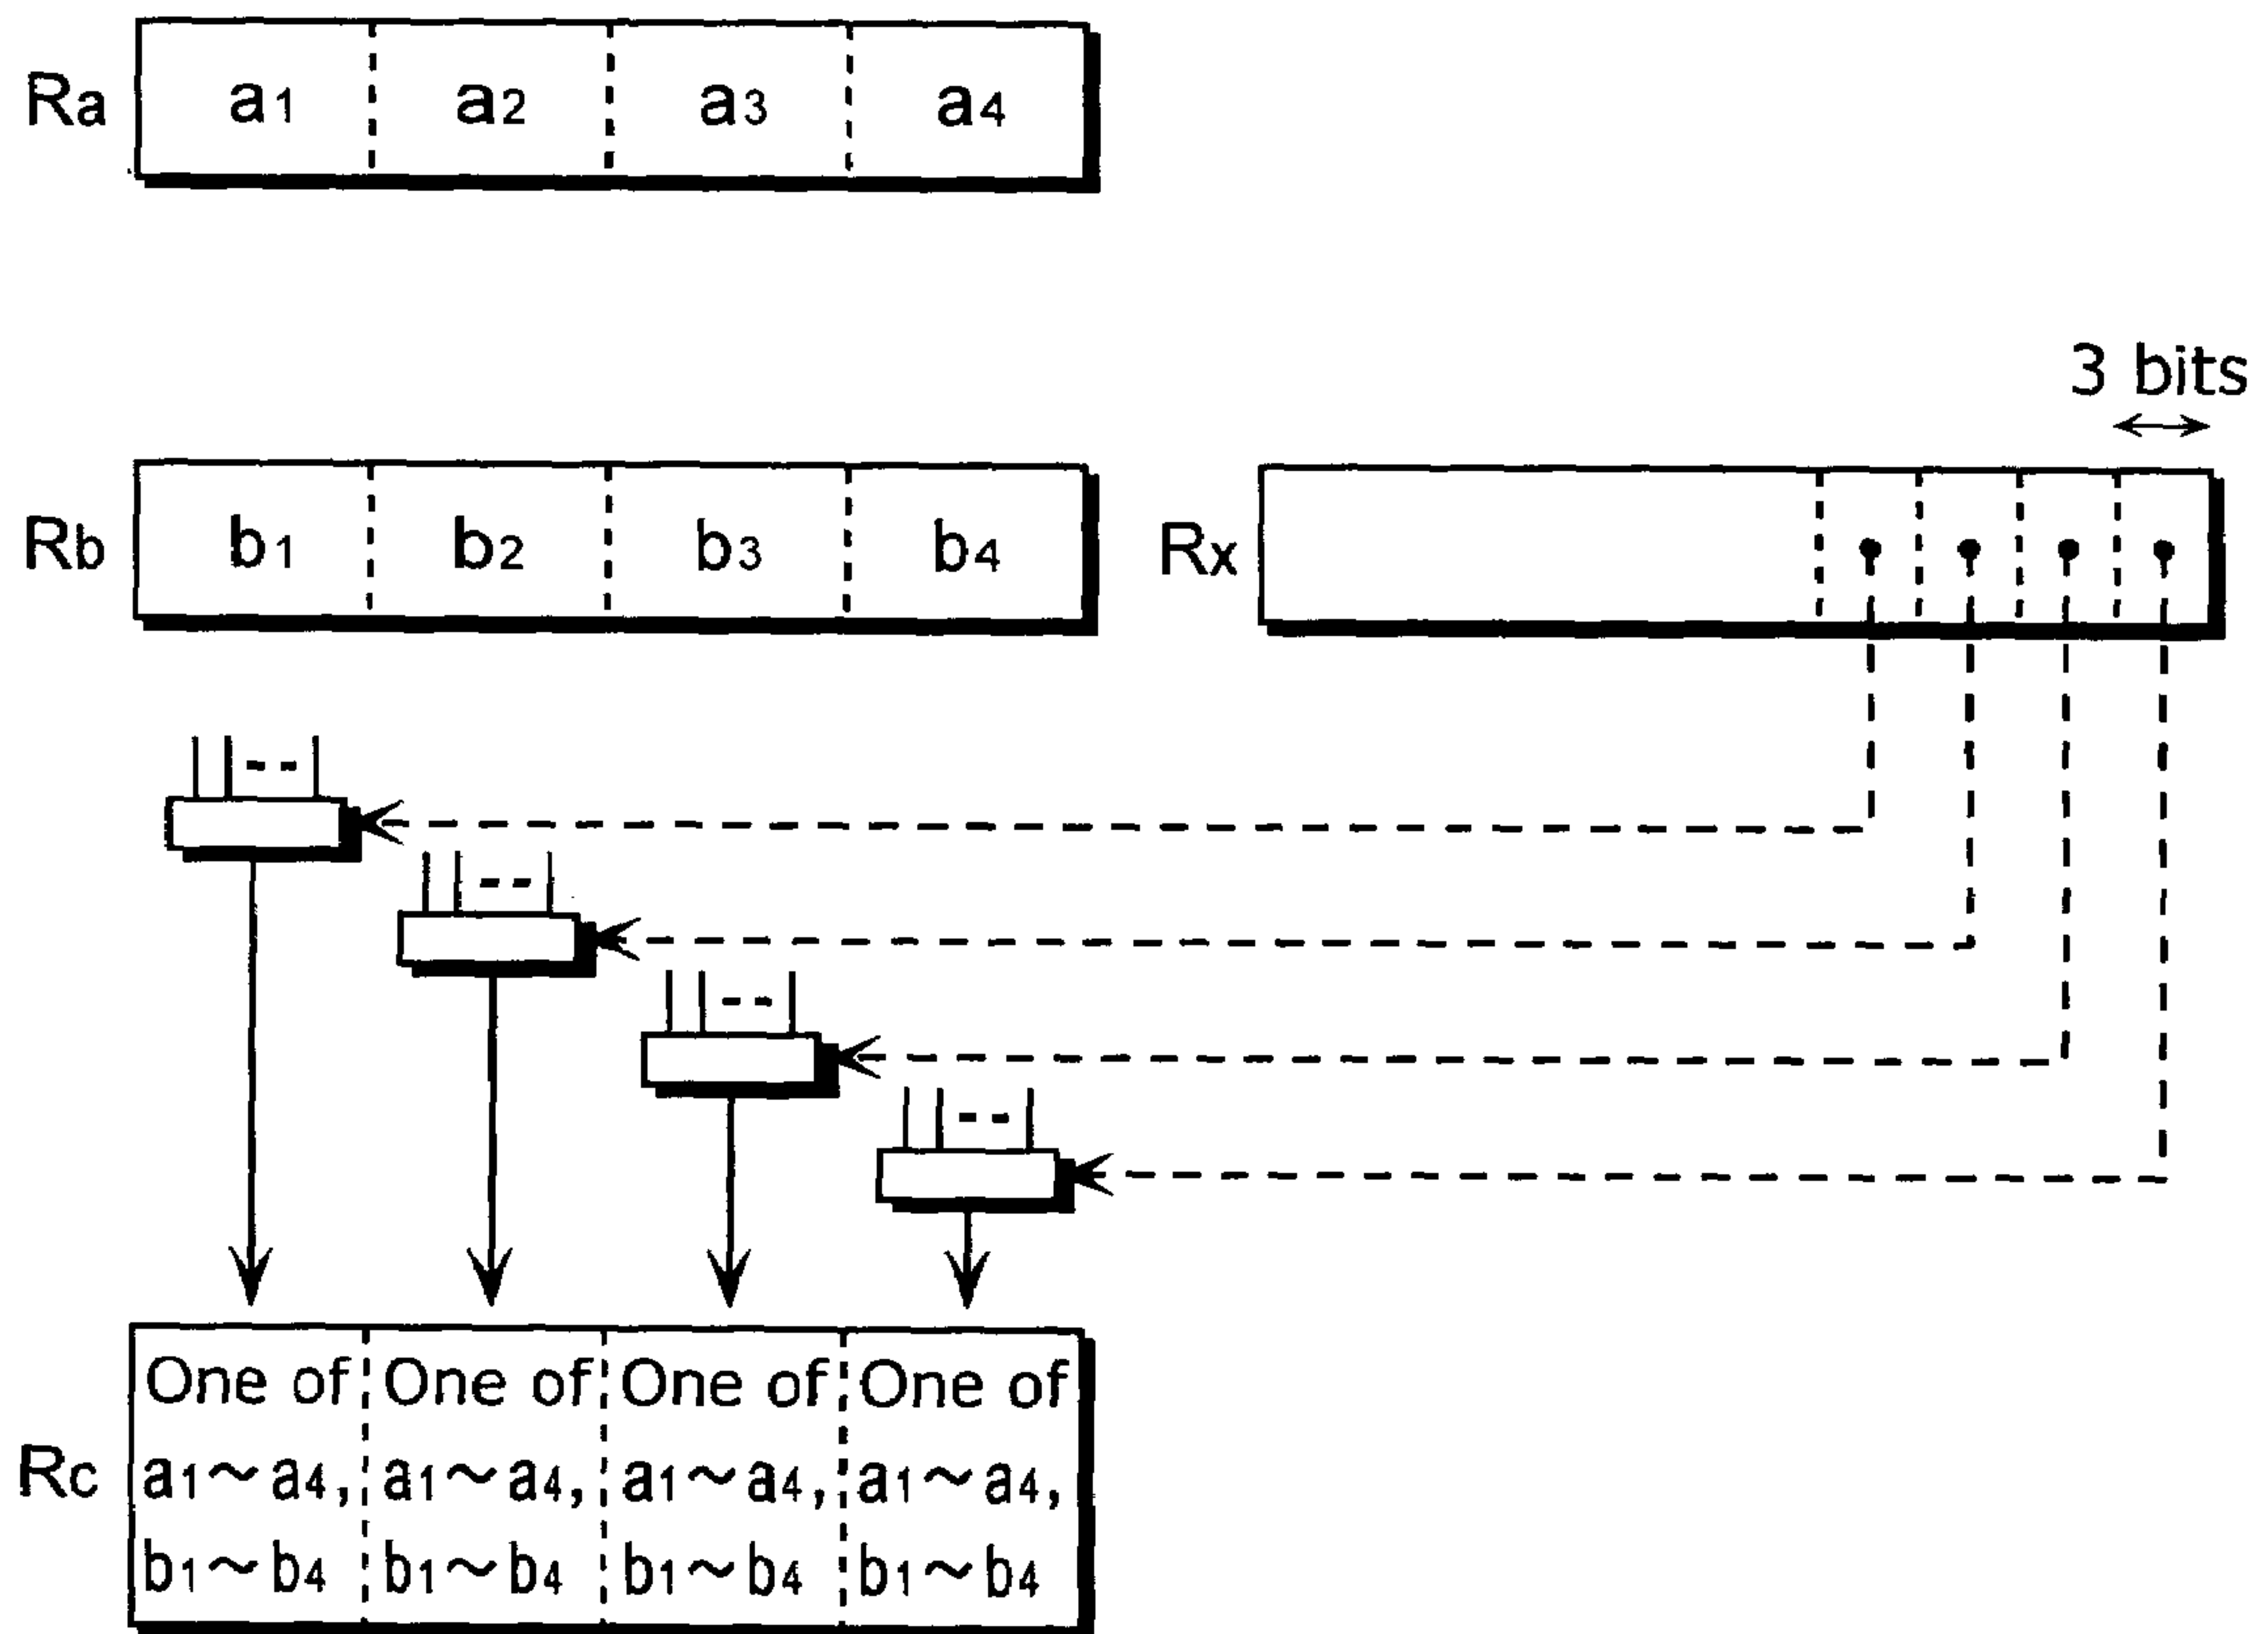 Ra a1 a2 a3 a4
3 bits
Rb b1 b2 b3 b4 Rx
One of One of One of One of
Rc a1~a4, a1~a4, a1~a4, a1~a4,
b1~b4 b1~b4 b1~b4 b1~b4